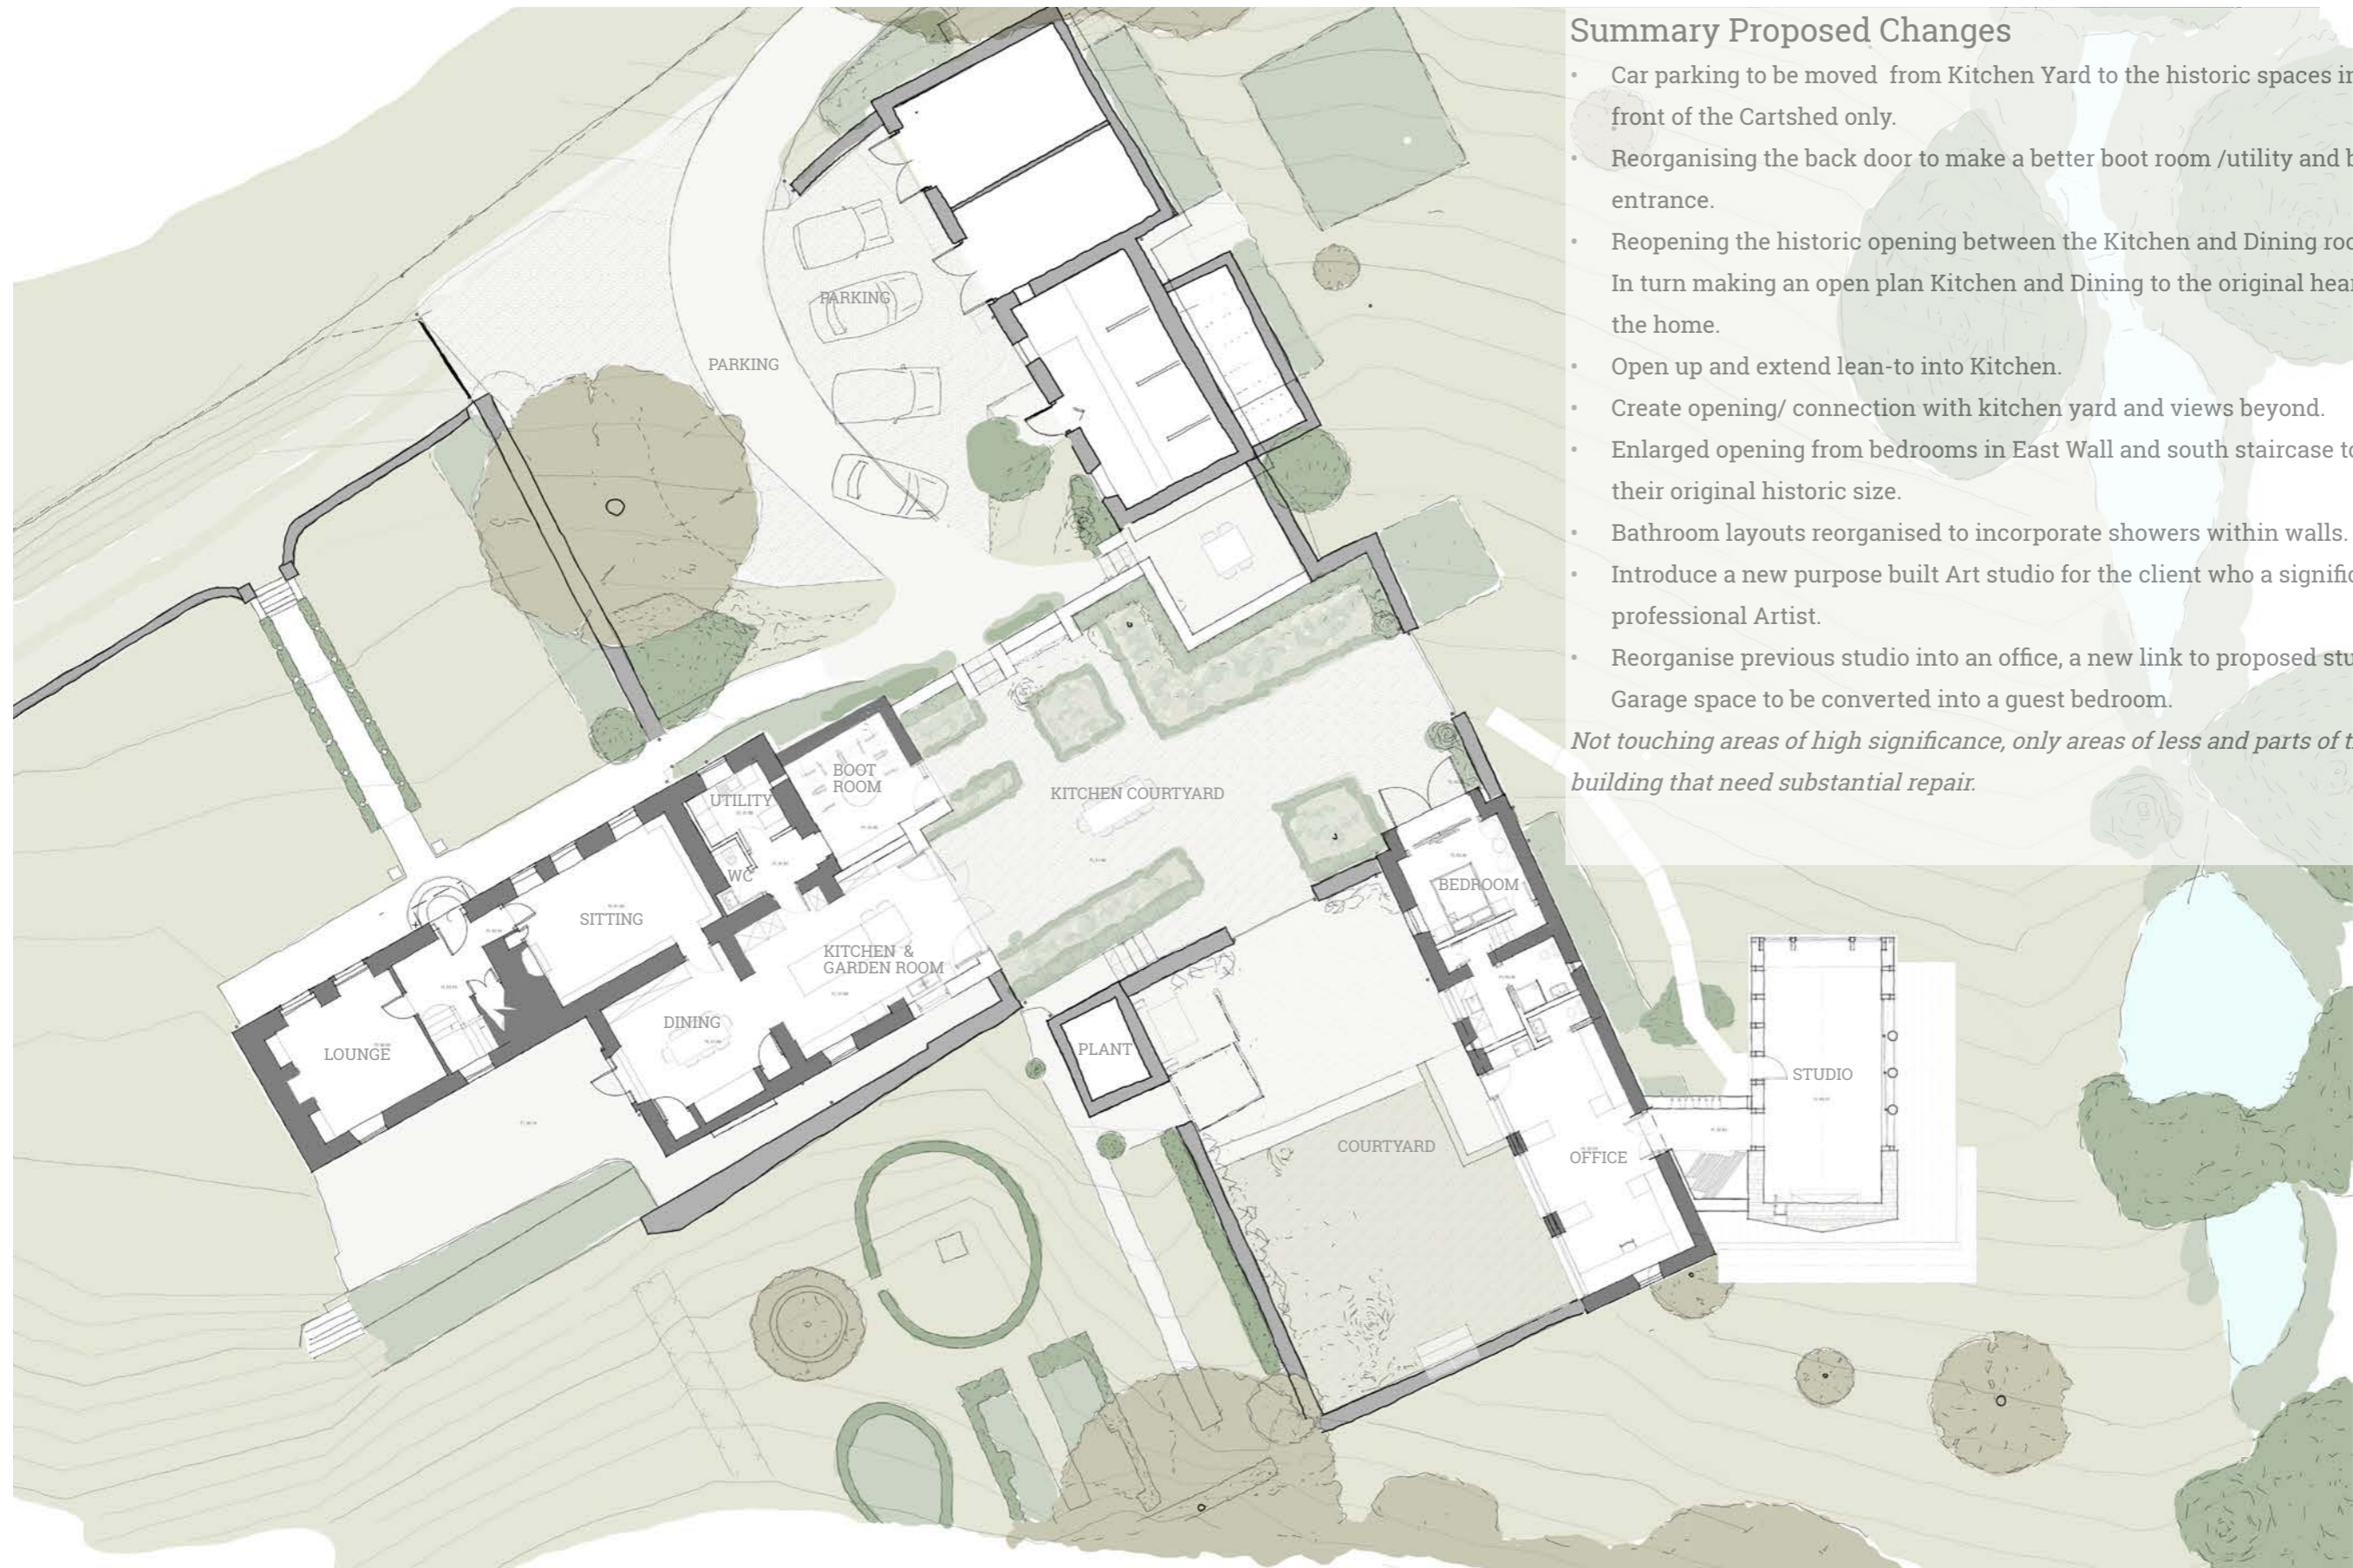 Summary Proposed Changes
• Car parking to be moved from Kitchen Yard to the historic spaces in
front of the Cartshed only.
• Reorganising the back door to make a better boot room /utility and
entrance.
• Reopening the historic opening between the Kitchen and Dining
In turn making an open plan Kitchen and Dining to the original
the home.
• Open up and extend lean-to into Kitchen.
• Create opening/ connection with kitchen yard and views beyond.
• Enlarged opening from bedrooms in East Wall and south staircase to
their original historic size.
• Bathroom layouts reorganised to incorporate showers within walls.
• Introduce a new purpose built Art studio for the client who a
professional Artist.
• Reorganise previous studio into an office, a new link to proposed
Garage space to be converted into a guest bedroom.
Not touching areas of high significance, only areas of less and parts of
building that need substantial repair.
PARKING
PARKING
BOOT
ROOM
UTILITY
KITCHEN COURTYARD
WC
BEDROOM
SITTING
KITCHEN &
GARDEN ROOM
DINING
LOUNGE
PLANT
STUDIO
COURTYARD
OFFICE